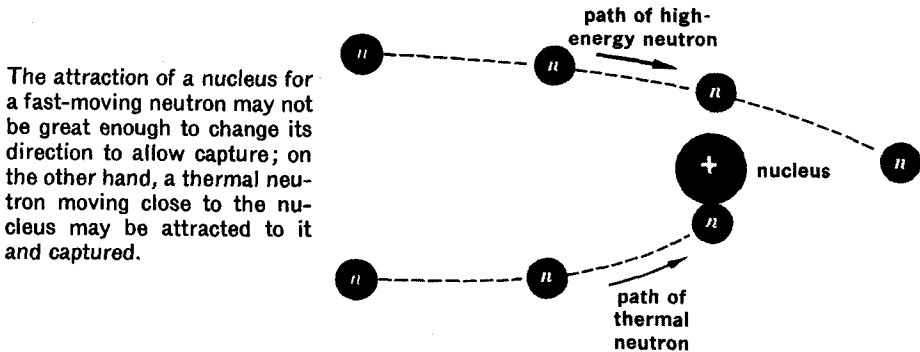 The attraction of a nucleus for
a fast-moving neutron may not
be great enough to change its
direction to allow capture; on
the other hand, a thermal neu-
tron moving close to the nu-
cleus may be attracted to it
and captured.
path of high-
energy neutron
n
n
n
n
+
nucleus
n
n
n
path of
thermal
neutron